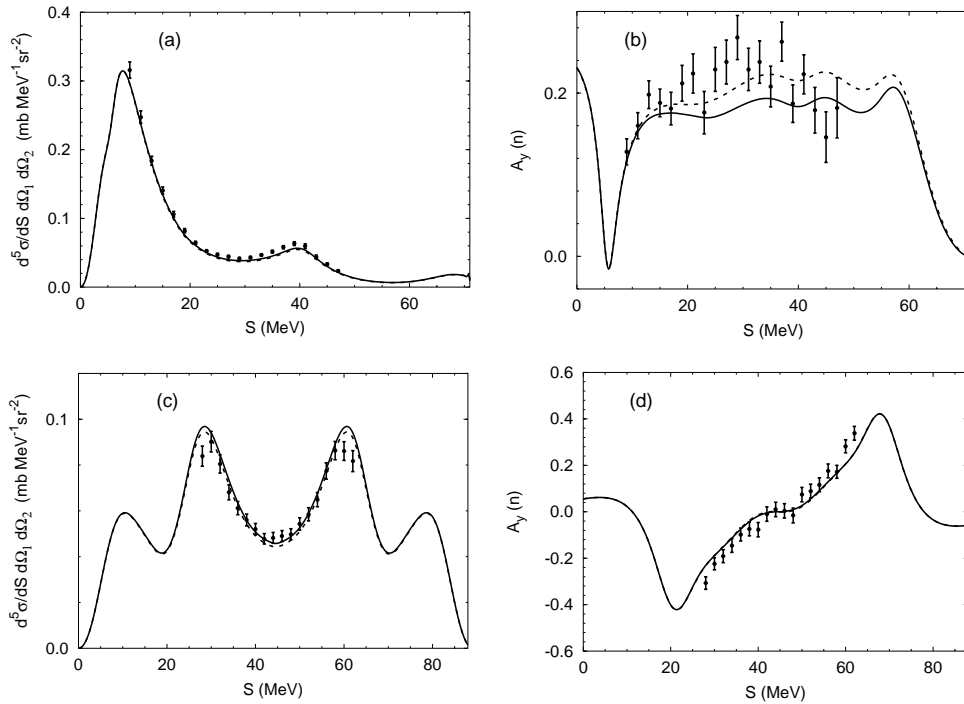 (a)
d⁵σ/dS dΩ₁ dΩ₂ (mb MeV⁻¹sr⁻²)
0.4
0.3
0.2
0.1
0.0
0 20 40 60
S (MeV)
(b)
A_y (n)
0.2
0.0
0 20 40 60
S (MeV)
(c)
d⁵σ/dS dΩ₁ dΩ₂ (mb MeV⁻¹sr⁻²)
0.1
0.0
0 20 40 60 80
S (MeV)
(d)
A_y (n)
0.6
0.4
0.2
0.0
-0.2
-0.4
-0.6
0 20 40 60 80
S (MeV)